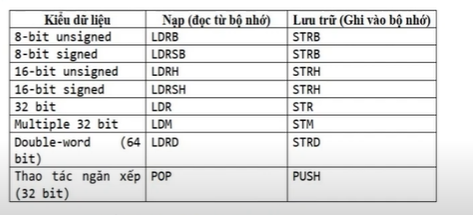 Kiểu dữ liệu Nạp (đọc từ bộ nhớ) Lưu trữ (Ghi vào bộ nhớ)
8-bit unsigned LDRB STRB
8-bit signed LDRSB STRB
16-bit unsigned LDRH STRH
16-bit signed LDRSH STRH
32 bit LDR STR
Multiple 32 bit LDM STM
Double-word (64 LDRD STRD
bit)
Thao tác ngăn xếp POP PUSH
(32 bit)